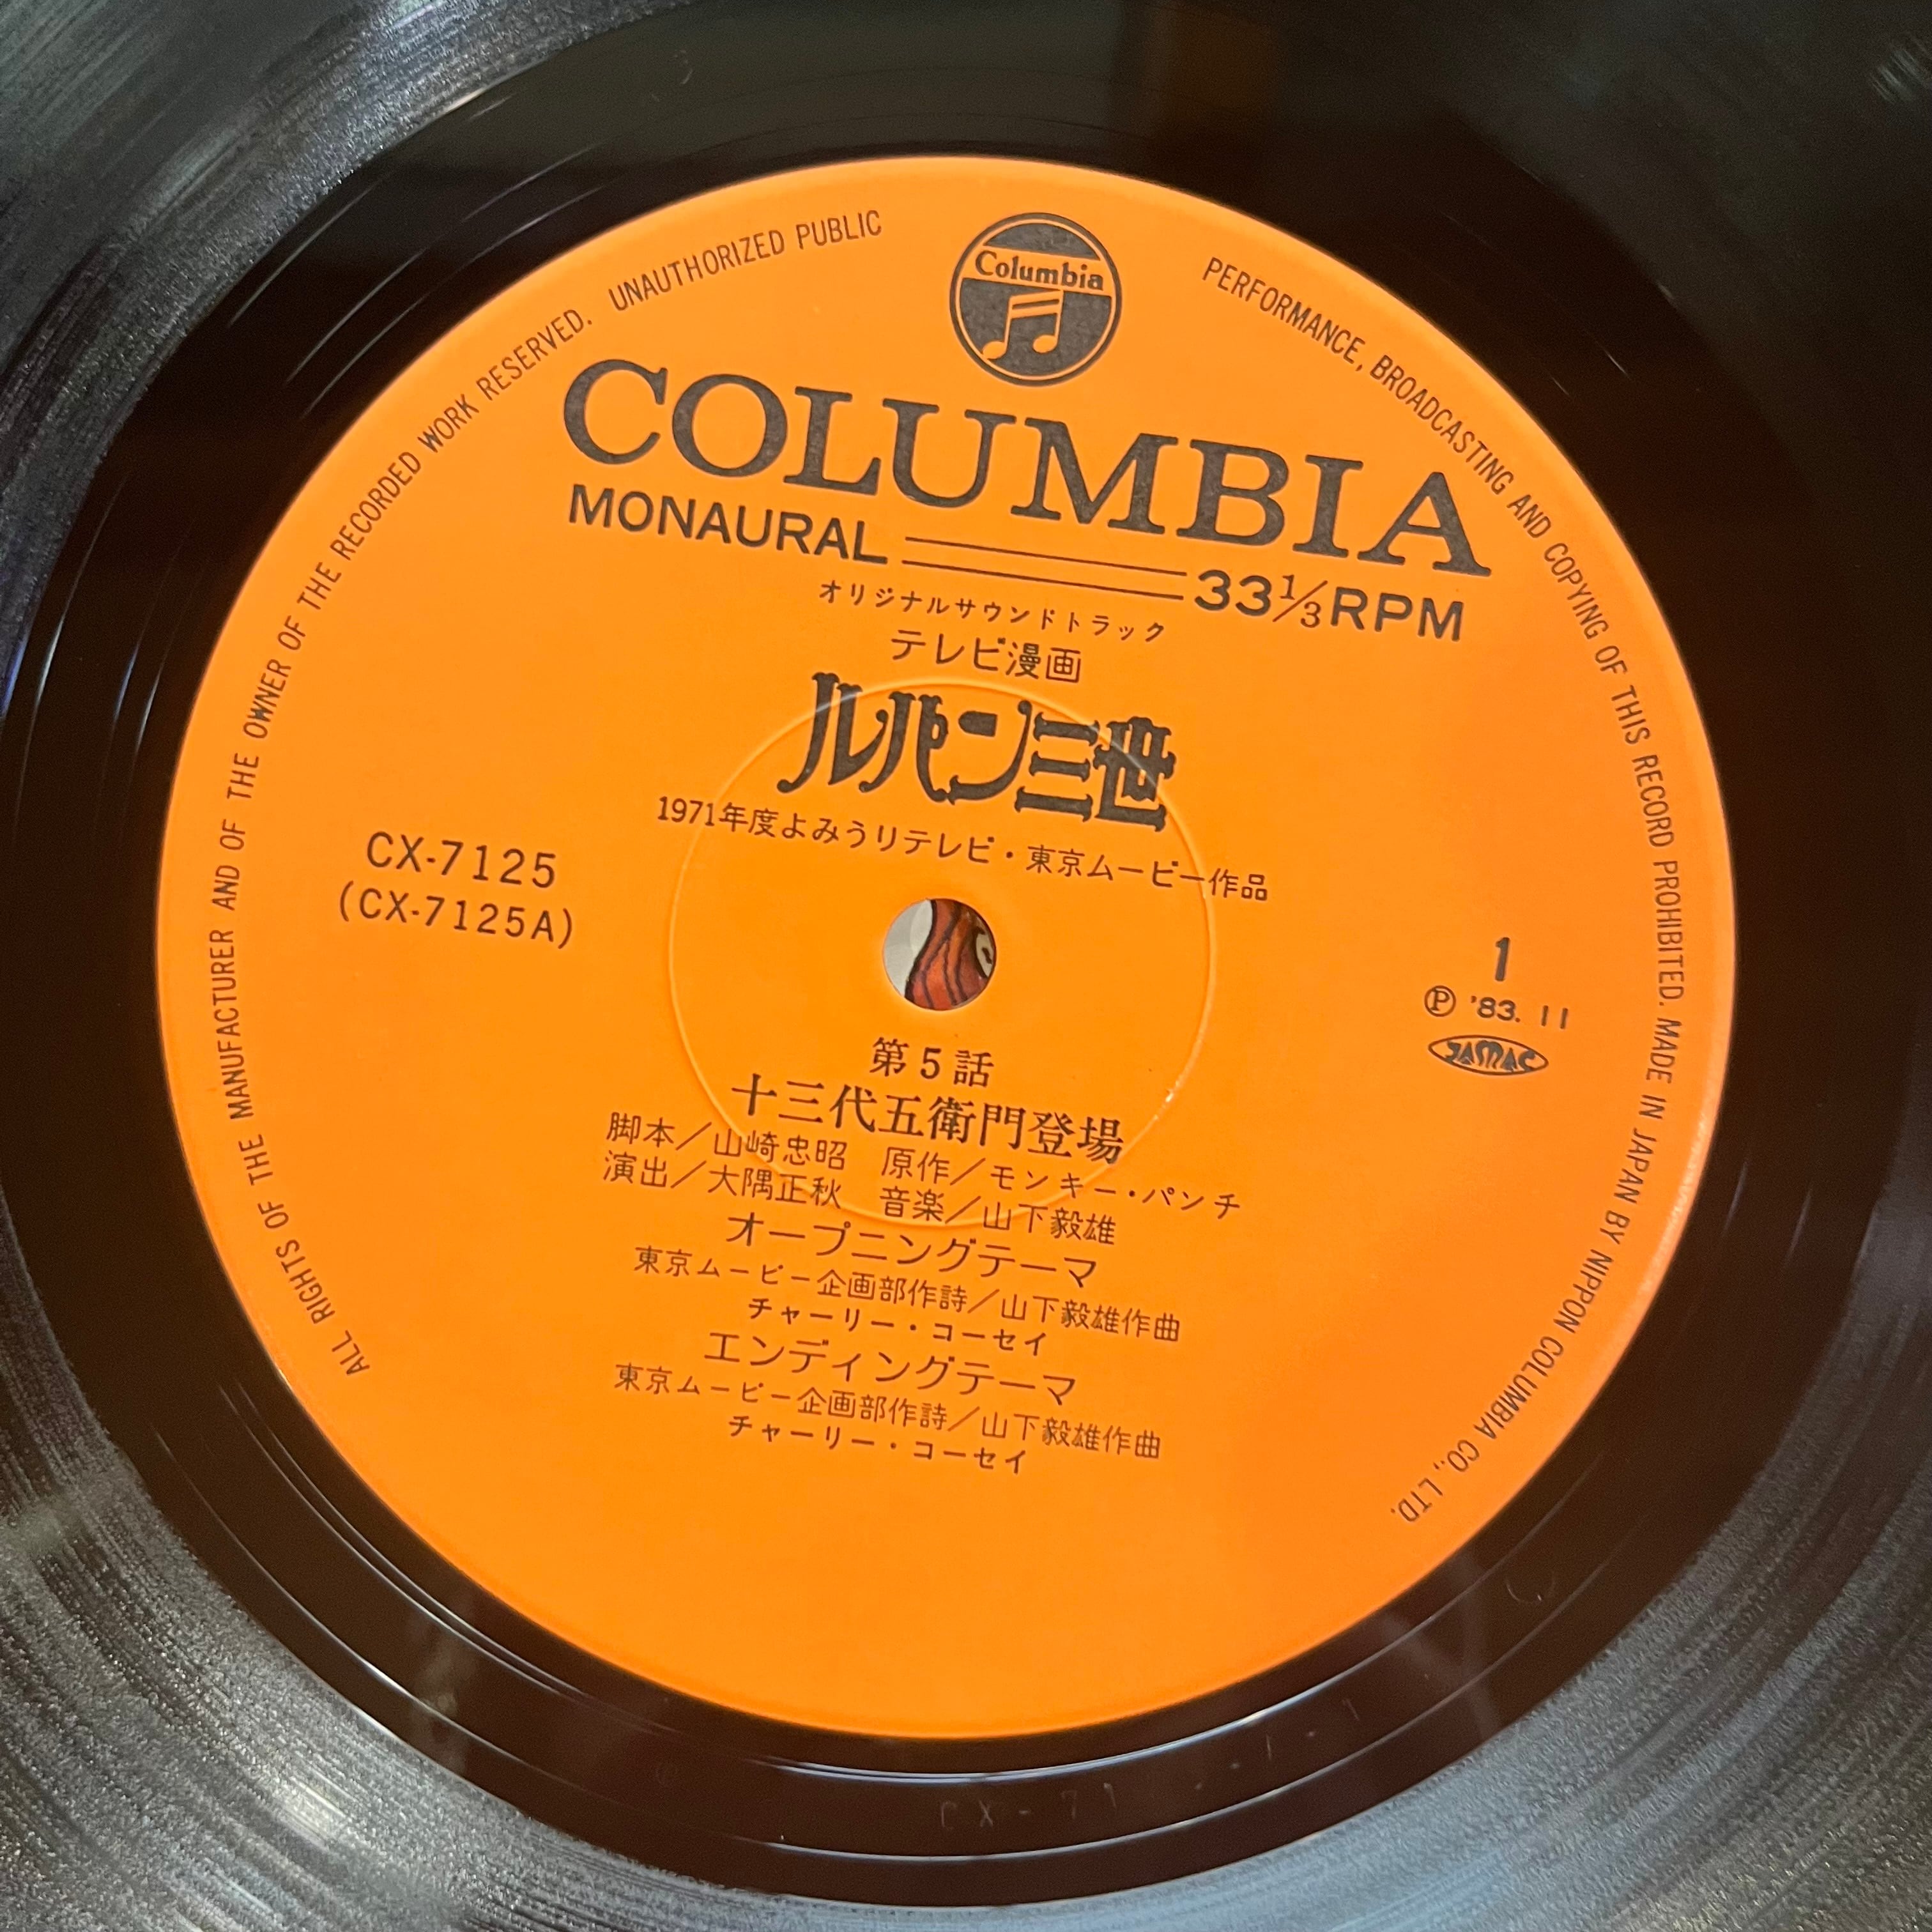 Columbia
COLUMBIA
MONAURAL 33 1/3 RPM
オリジナルサウンドトラック
テレビ漫画
ルパン三世
1971年度よみうりテレビ・東京ムービー作品
CX-7125
(CX-7125A)
1
Ⓟ '83. 11
JASRAC
第5話
十三代五衛門登場
脚本／山崎忠昭 原作／モンキー・パンチ
演出／大隅正秋 音楽／山下毅雄
オープニングテーマ
東京ムービー企画部作詩／山下毅雄作曲
チャーリー・コーセイ
エンディングテーマ
東京ムービー企画部作詩／山下毅雄作曲
チャーリー・コーセイ
ALL RIGHTS OF THE MANUFACTURER AND OF THE OWNER OF THE RECORDED WORK RESERVED. UNAUTHORIZED PUBLIC PERFORMANCE, BROADCASTING AND COPYING OF THIS RECORD PROHIBITED. MADE IN JAPAN BY NIPPON COLUMBIA CO., LTD.